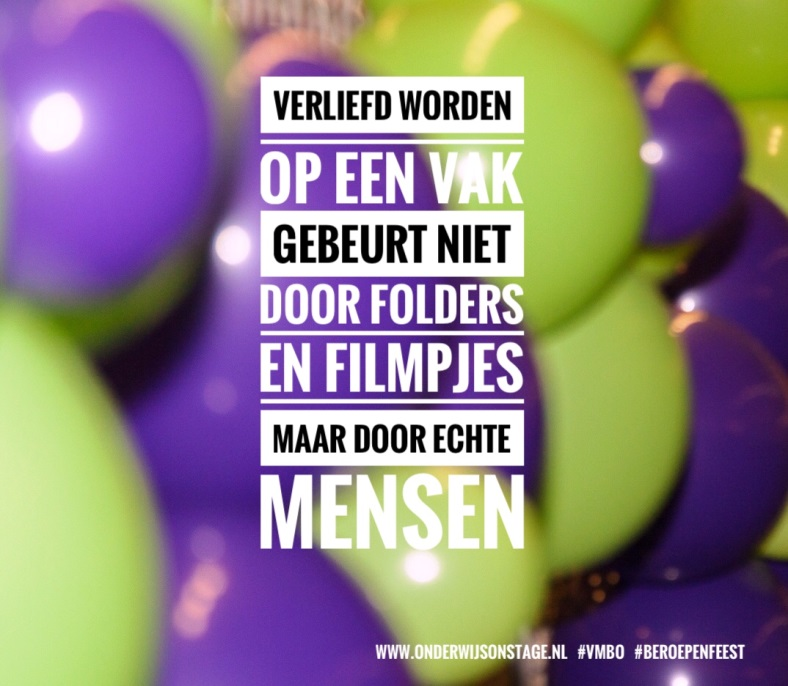 VERLIEFD WORDEN
OP EEN VAK
GEBEURT NIET
DOOR FOLDERS
EN FILMPJES
MAAR DOOR ECHTE
MENSEN
WWW.ONDERWIJSONSTAGE.NL #VMBO #BEROEPENFEEST